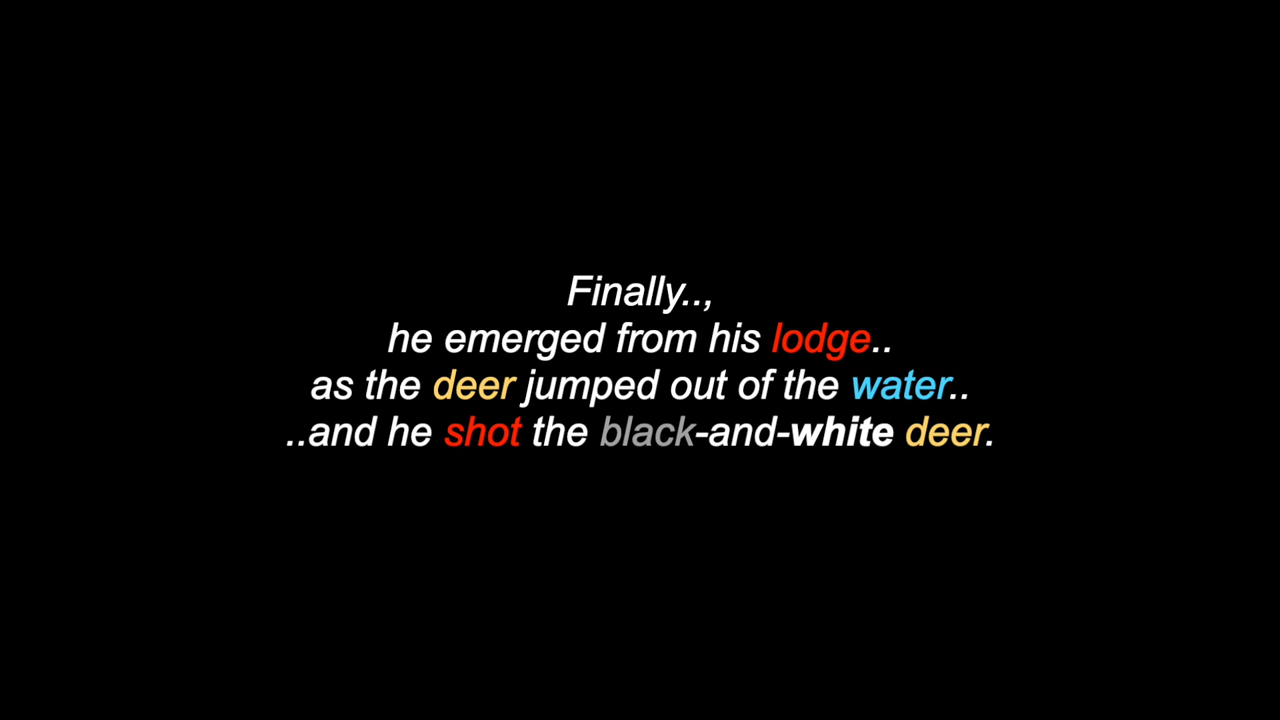 Finally..,
he emerged from his lodge..
as the deer jumped out of the water..
..and he shot the black-and-white deer.